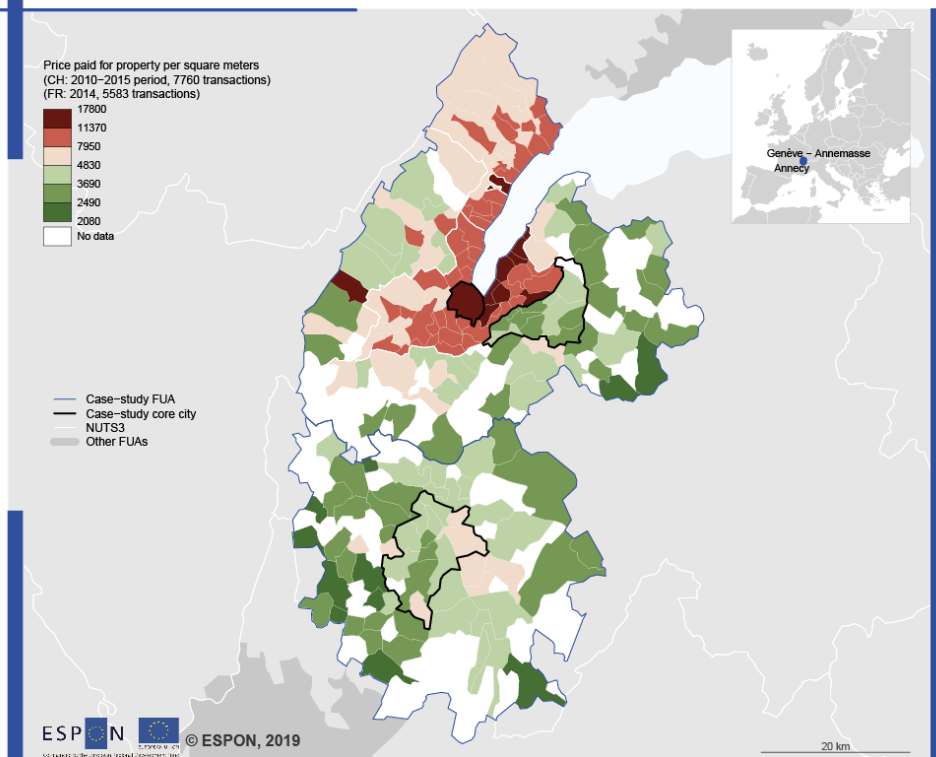 Price paid for property per square meters
(CH: 2010−2015 period, 7760 transactions)
(FR: 2014, 5583 transactions)
17800
11370
7950
4830
3690
2490
2080
No data
Genève − Annemasse
Annecy
Case−study FUA
Case−study core city
NUTS3
Other FUAs
ESPON
© ESPON, 2019
20 km